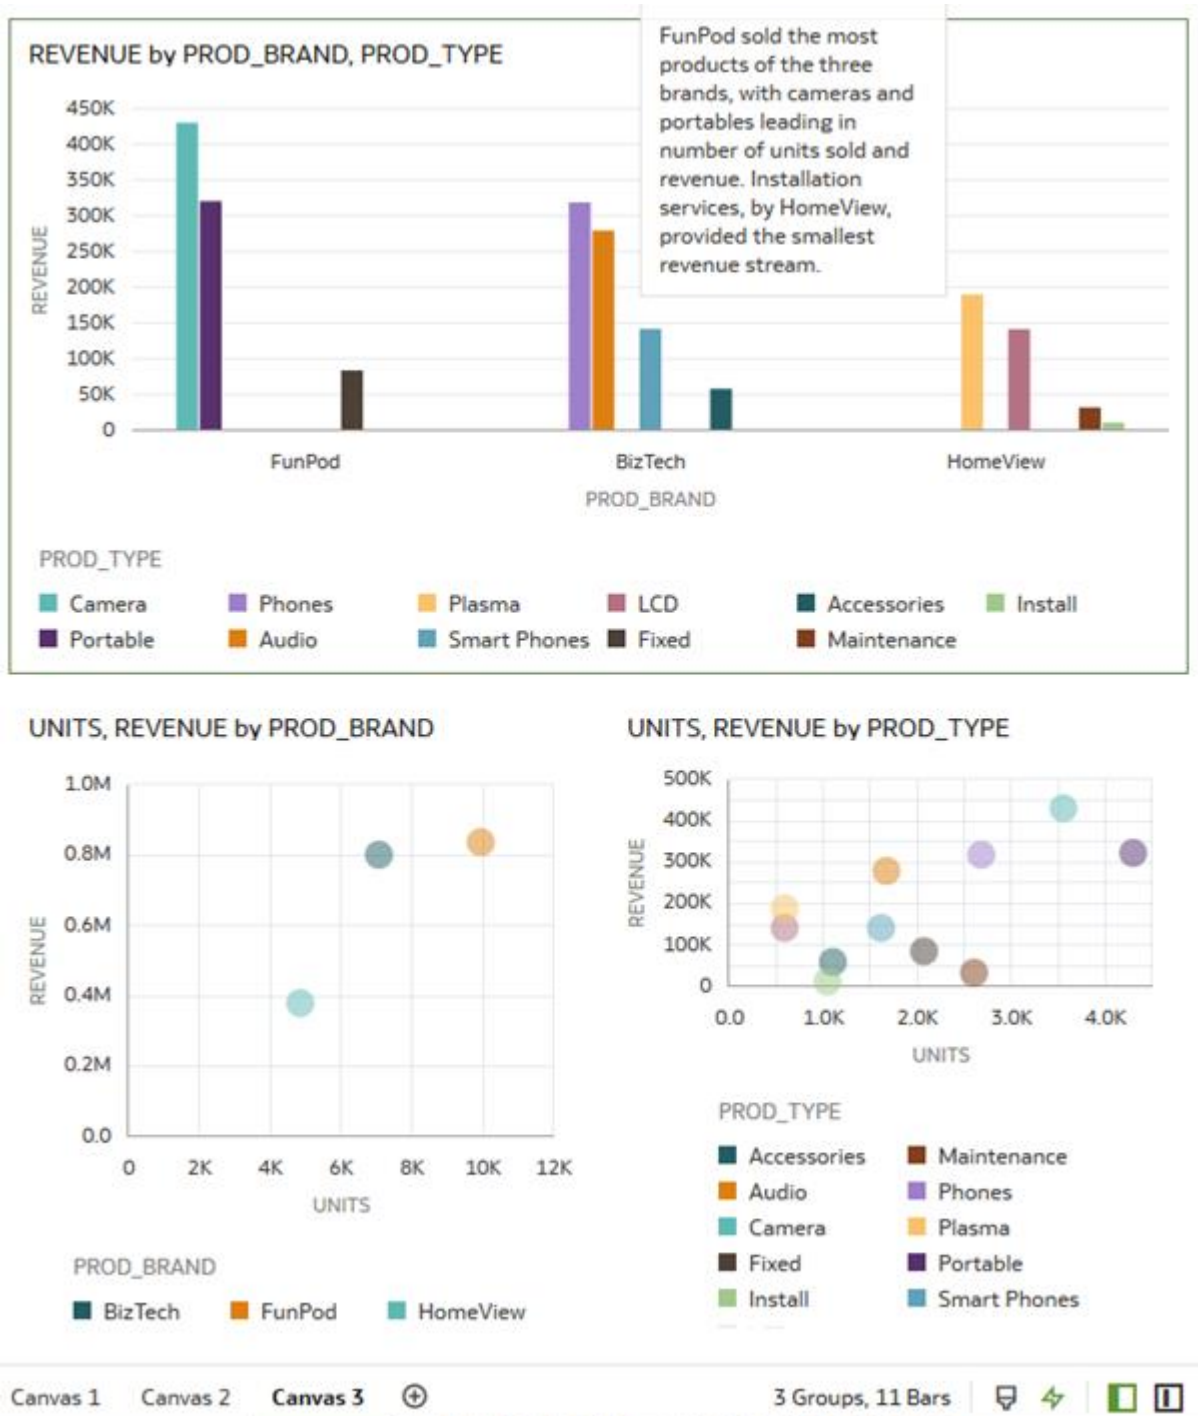 REVENUE by PROD_BRAND, PROD_TYPE
FunPod sold the most
products of the three
brands, with cameras and
portables leading in
number of units sold and
revenue. Installation
services, by HomeView,
provided the smallest
revenue stream.
450K
400K
350K
300K
250K
200K
150K
100K
50K
0
REVENUE
FunPod BizTech HomeView
PROD_BRAND
PROD_TYPE
Camera Phones Plasma LCD Accessories Install
Portable Audio Smart Phones Fixed Maintenance
UNITS, REVENUE by PROD_BRAND
1.0M
0.8M
0.6M
0.4M
0.2M
0.0
REVENUE
0 2K 4K 6K 8K 10K 12K
UNITS
PROD_BRAND
BizTech FunPod HomeView
UNITS, REVENUE by PROD_TYPE
500K
400K
300K
200K
100K
0
REVENUE
0.0 1.0K 2.0K 3.0K 4.0K
UNITS
PROD_TYPE
Accessories Maintenance
Audio Phones
Camera Plasma
Fixed Portable
Install Smart Phones
Canvas 1 Canvas 2 Canvas 3 3 Groups, 11 Bars